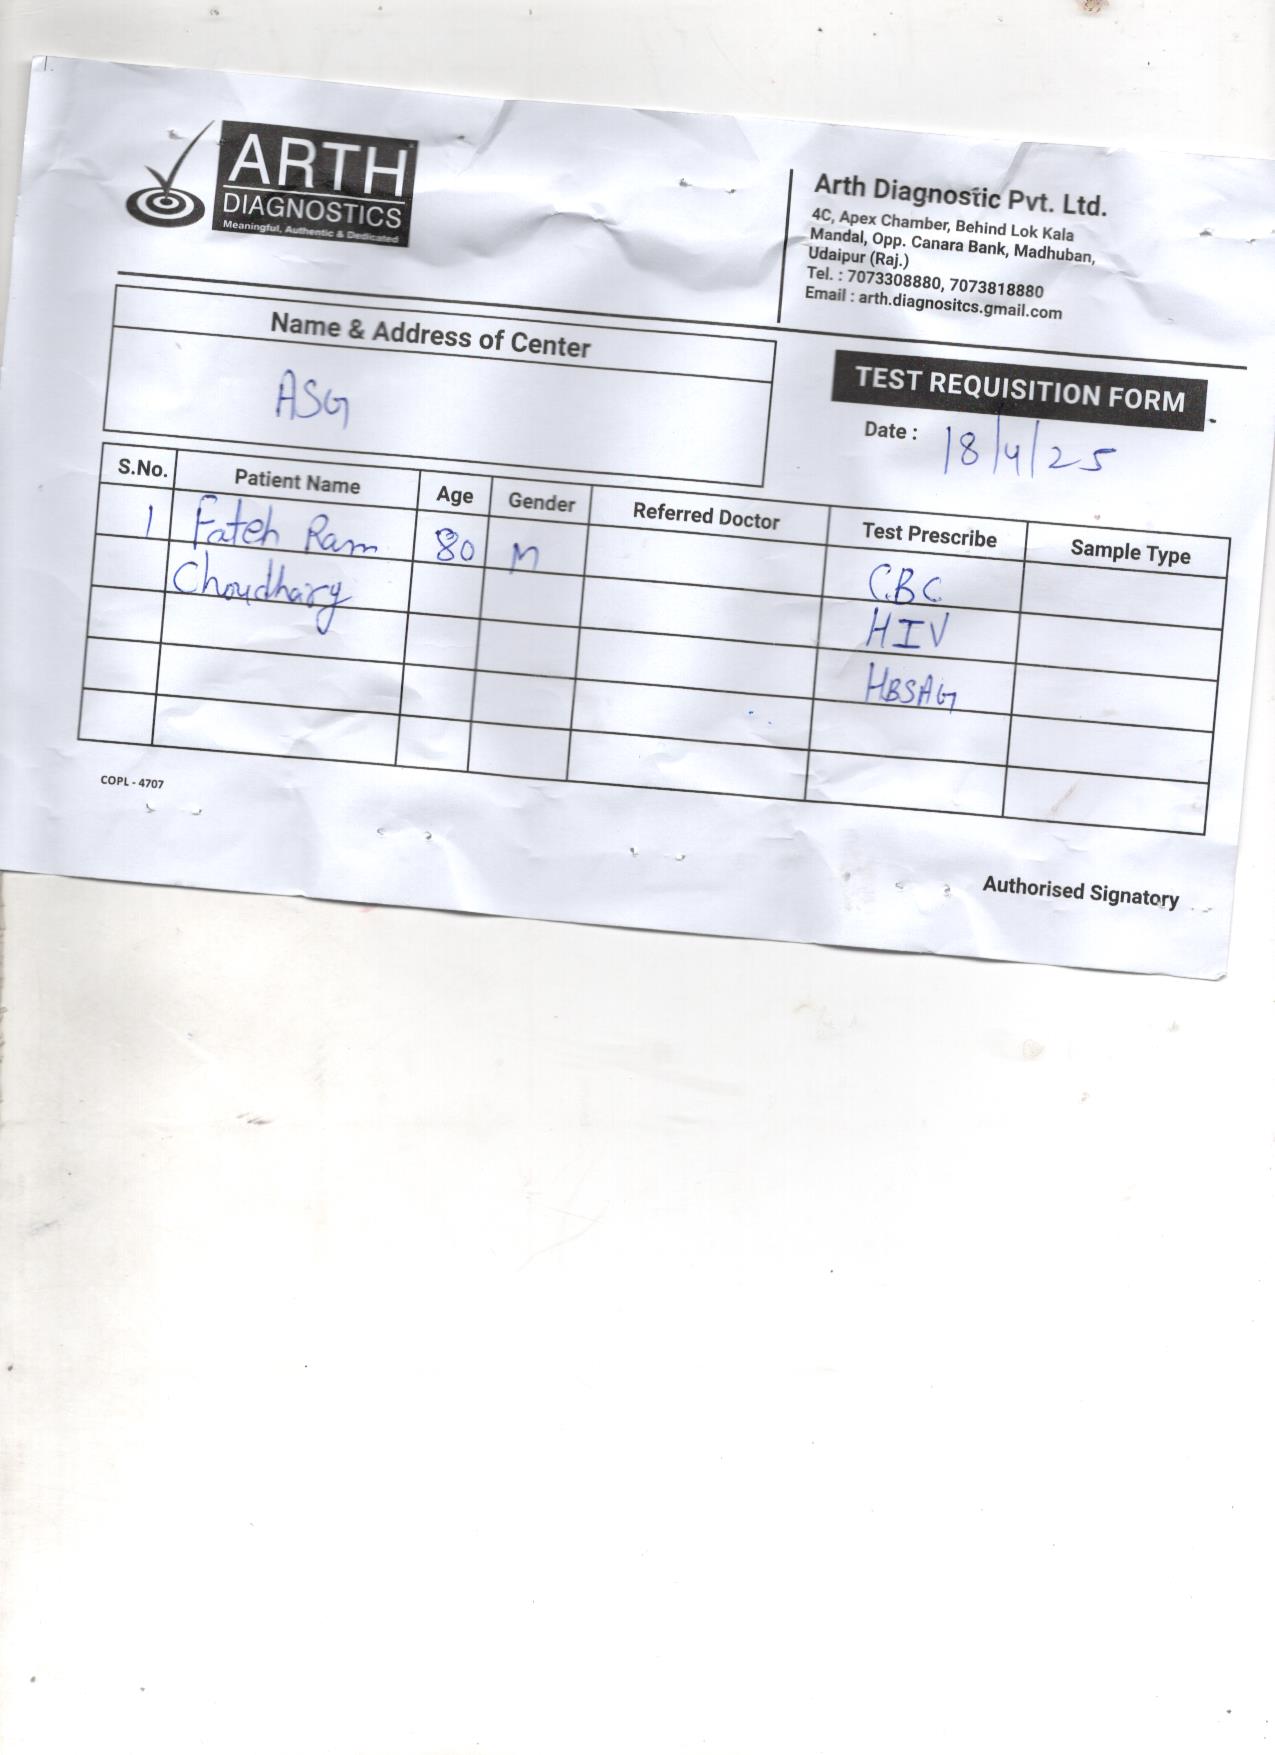 ARTH
DIAGNOSTICS
Meaningful, Authentic & Dedicated
Arth Diagnostic Pvt. Ltd.
4C, Apex Chamber, Behind Lok Kala
Mandal, Opp. Canara Bank, Madhuban,
Udaipur (Raj.)
Tel. : 7073308880, 7073818880
Email : arth.diagnositcs.gmail.com
Name & Address of Center
ASG
TEST REQUISITION FORM
Date : 18/4/25
S.No. Patient Name Age Gender Referred Doctor Test Prescribe Sample Type
1 Fateh Ram 80 M CBC
Choudhary HIV
HBSAG
COPL - 4707
Authorised Signatory